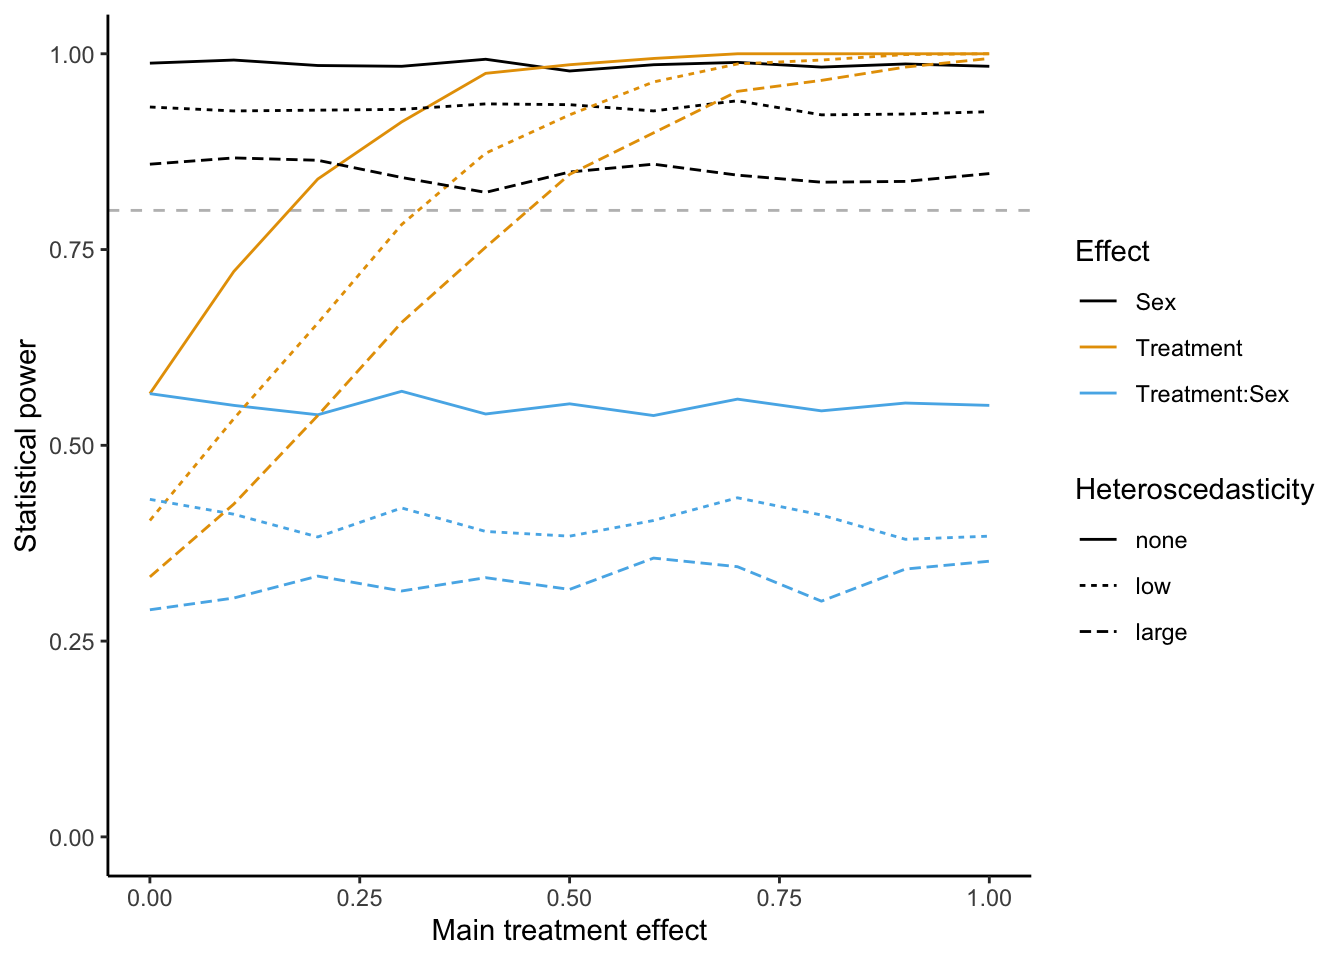 1.00
0.75
0.50
0.25
0.00
Statistical power
0.00 0.25 0.50 0.75 1.00
Main treatment effect
Effect
Sex
Treatment
Treatment:Sex
Heteroscedasticity
none
low
large